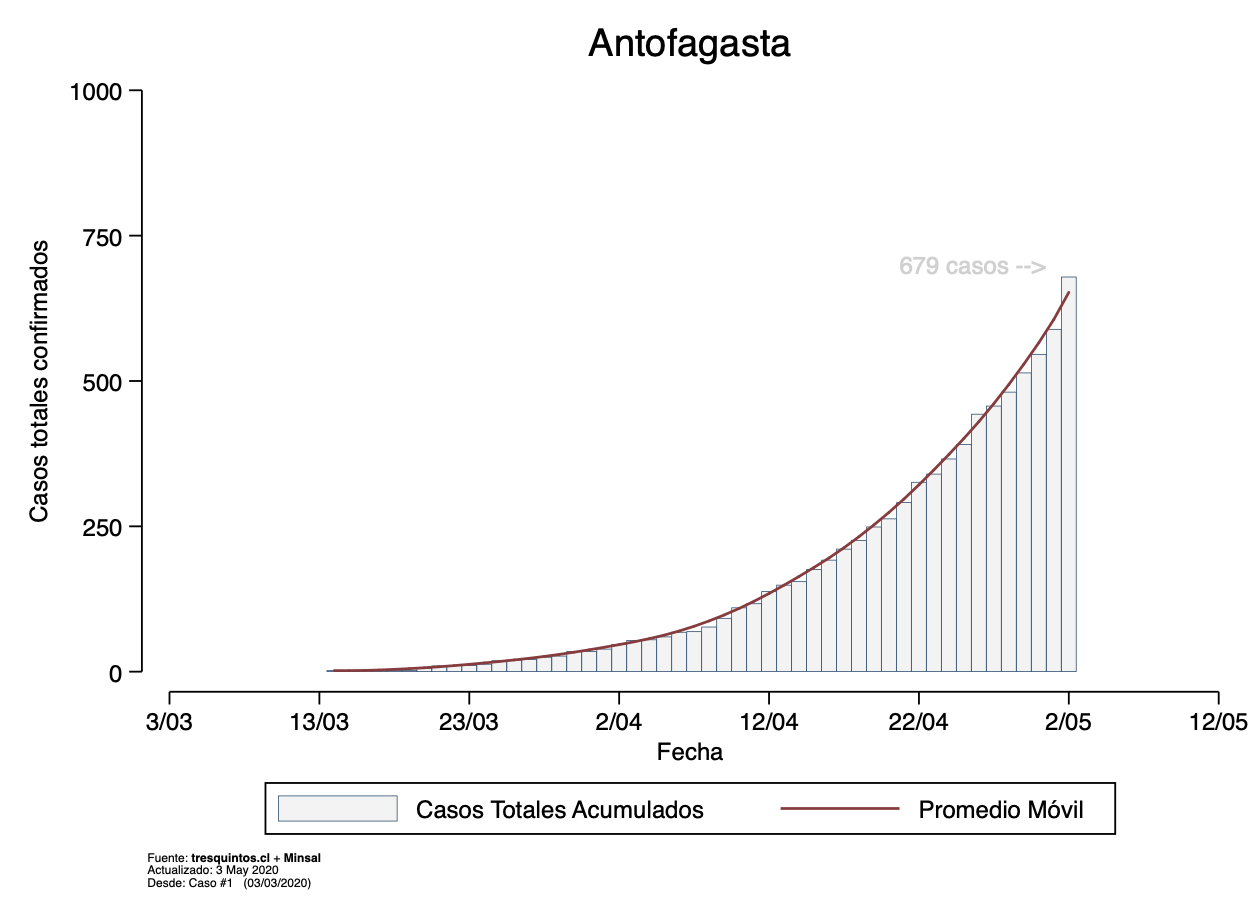 Antofagasta
1000
750
500
250
0
Casos totales confirmados
679 casos -->
3/03 13/03 23/03 2/04 12/04 22/04 2/05 12/05
Fecha
Casos Totales Acumulados Promedio Móvil
Fuente: tresquintos.cl + Minsal
Actualizado: 3 May 2020
Desde: Caso #1 (03/03/2020)